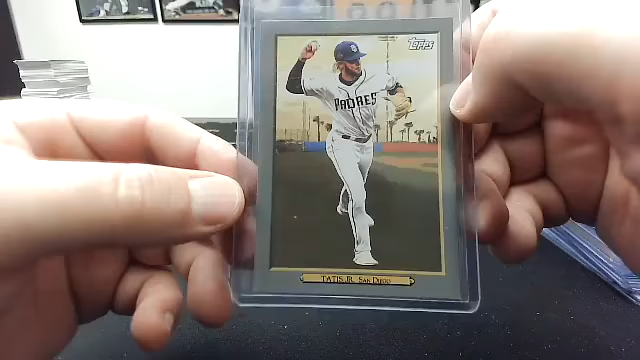 Topps
PADRES
TATIS JR. SAN DIEGO